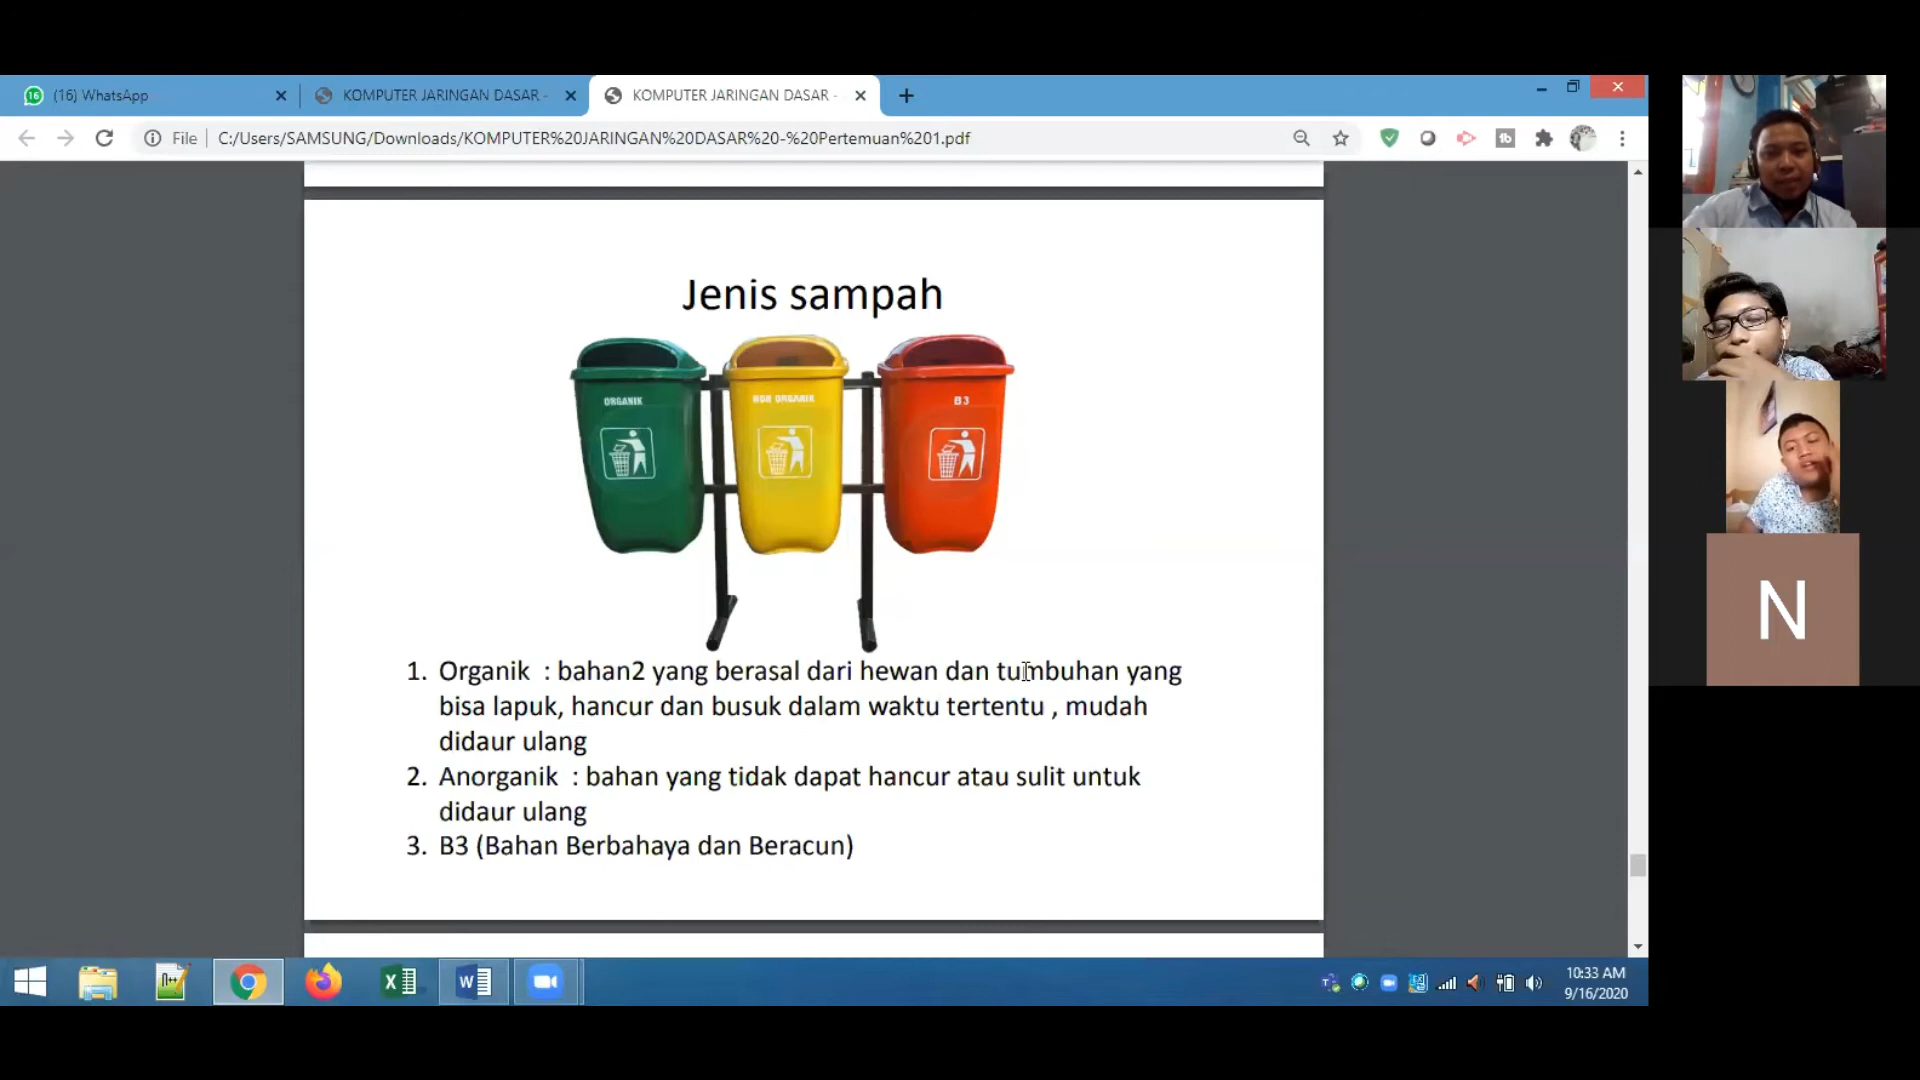 (16) WhatsApp
KOMPUTER JARINGAN DASAR -
KOMPUTER JARINGAN DASAR -
File
C:/Users/SAMSUNG/Downloads/KOMPUTER%20JARINGAN%20DASAR%20-%20Pertemuan%201.pdf
Jenis sampah
ORGANIK
NON ORGANIK
B3
1. Organik : bahan2 yang berasal dari hewan dan tumbuhan yang
bisa lapuk, hancur dan busuk dalam waktu tertentu , mudah
didaur ulang
2. Anorganik : bahan yang tidak dapat hancur atau sulit untuk
didaur ulang
3. B3 (Bahan Berbahaya dan Beracun)
N
10:33 AM
9/16/2020